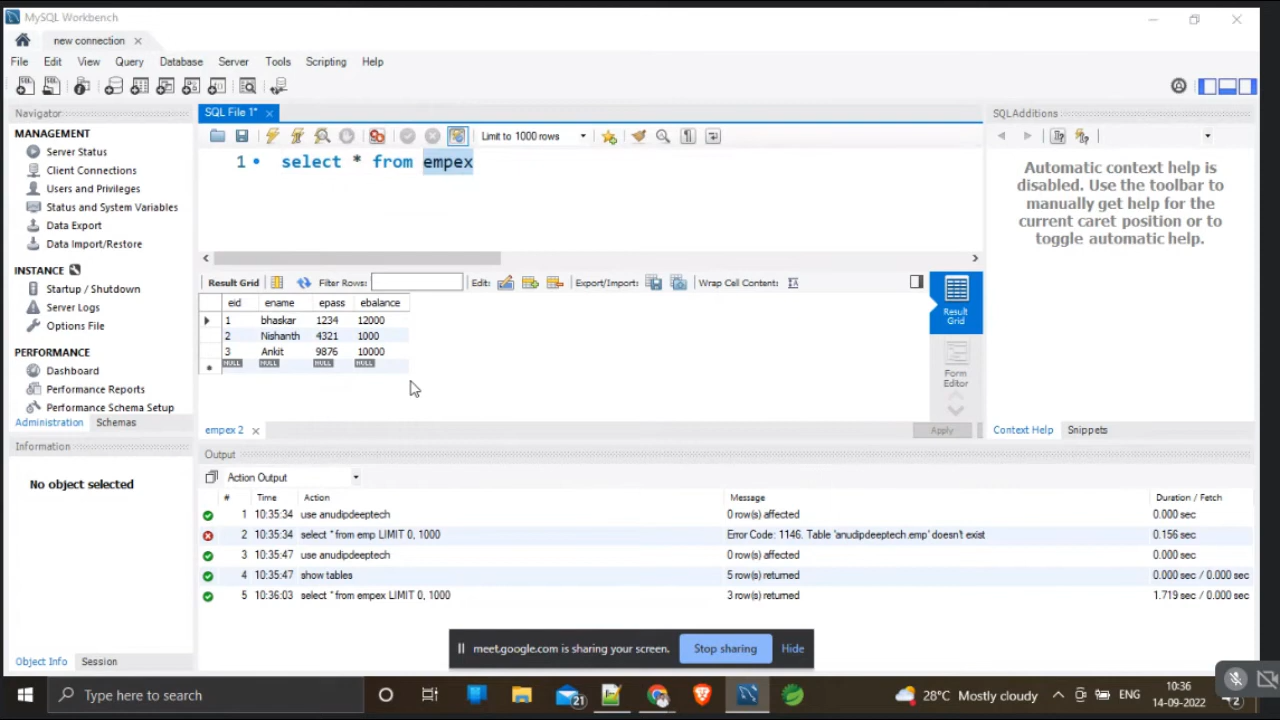 MySQL Workbench
new connection
File Edit View Query Database Server Tools Scripting Help
Navigator
MANAGEMENT
Server Status
Client Connections
Users and Privileges
Status and System Variables
Data Export
Data Import/Restore
INSTANCE
Startup / Shutdown
Server Logs
Options File
PERFORMANCE
Dashboard
Performance Reports
Performance Schema Setup
Administration Schemas
Information
No object selected
Object Info Session
SQL File 1*
Limit to 1000 rows
1 select * from empex
Result Grid Filter Rows: Edit: Export/Import: Wrap Cell Content:
eid ename epass ebalance
1 bhaskar 1234 12000
2 Nishanth 4321 1000
3 Ankit 9876 10000
NULL NULL NULL NULL
Result
Grid
Form
Editor
empex 2
Apply
SQLAdditions
Automatic context help is
disabled. Use the toolbar to
manually get help for the
current caret position or to
toggle automatic help.
Context Help Snippets
Output
Action Output
# Time Action Message Duration / Fetch
1 10:35:34 use anudipdeeptech 0 row(s) affected 0.000 sec
2 10:35:34 select * from emp LIMIT 0, 1000 Error Code: 1146. Table 'anudipdeeptech.emp' doesn't exist 0.156 sec
3 10:35:47 use anudipdeeptech 0 row(s) affected 0.000 sec
4 10:35:47 show tables 5 row(s) returned 0.000 sec / 0.000 sec
5 10:36:03 select * from empex LIMIT 0, 1000 3 row(s) returned 1.719 sec / 0.000 sec
meet.google.com is sharing your screen. Stop sharing Hide
Type here to search
21
28°C Mostly cloudy
ENG
10:36
14-09-2022
2